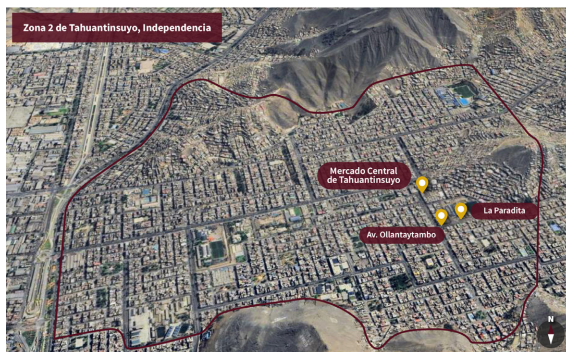 Zona 2 de Tahuantinsuyo, Independencia
Mercado Central
de Tahuantinsuyo
La Paradita
Av. Ollantaytambo
N